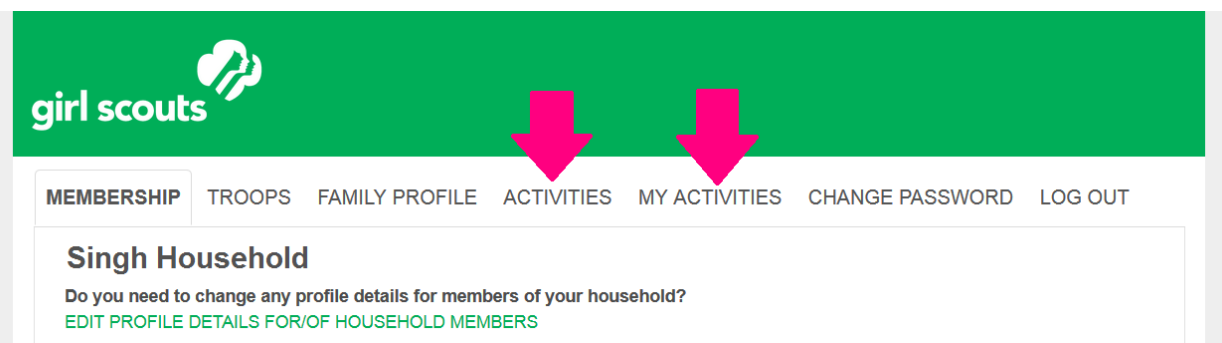 girl scouts
MEMBERSHIP TROOPS FAMILY PROFILE ACTIVITIES MY ACTIVITIES CHANGE PASSWORD LOG OUT
Singh Household
Do you need to change any profile details for members of your household?
EDIT PROFILE DETAILS FOR/OF HOUSEHOLD MEMBERS